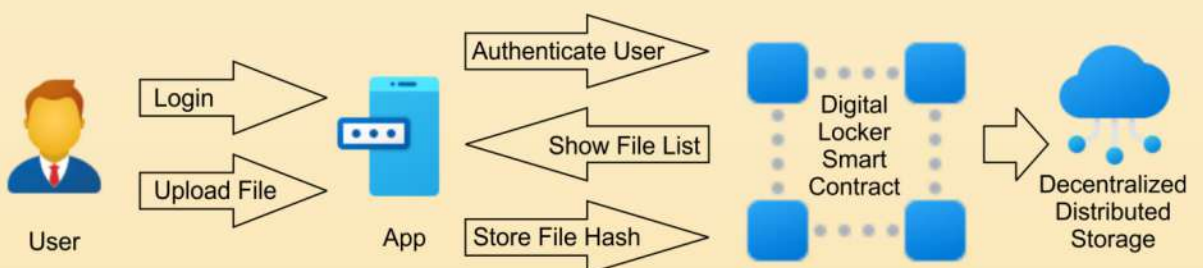 Login
Upload File
User
App
Authenticate User
Show File List
Store File Hash
Digital
Locker
Smart
Contract
Decentralized
Distributed
Storage